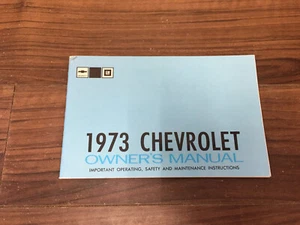 1973 CHEVROLET
OWNER'S MANUAL
IMPORTANT OPERATING, SAFETY AND MAINTENANCE INSTRUCTIONS